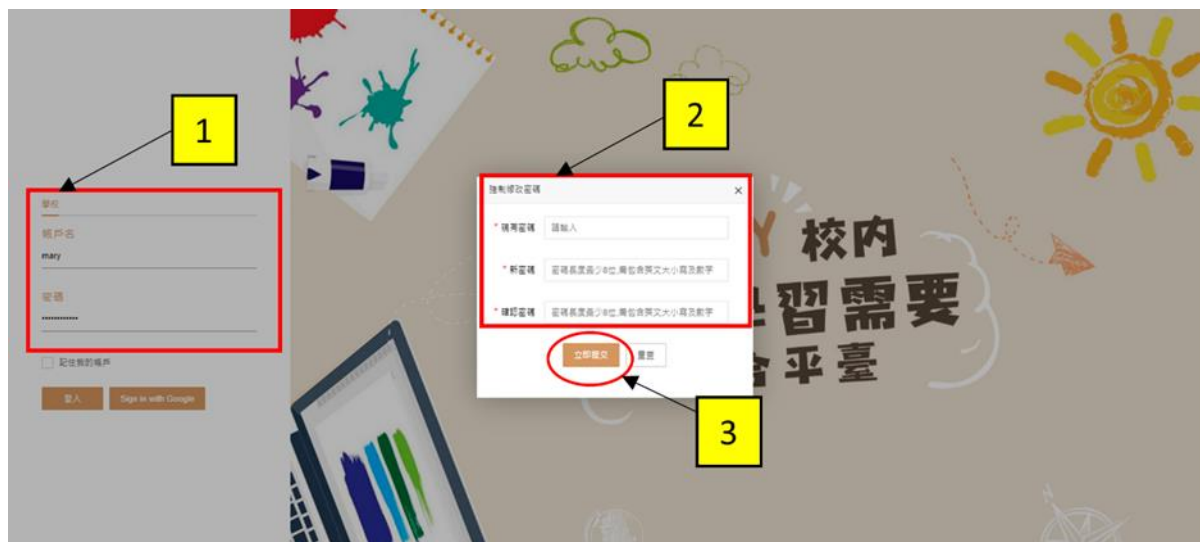 1
學校
帳戶名
mary
密碼
•••••••••••••
記住我的帳戶
登入 Sign in with Google
2
強制修改密碼 ×
* 現有密碼 請輸入
* 新密碼 密碼長度最少8位,需包含英文大小寫及數字
* 確認密碼 密碼長度最少8位,需包含英文大小寫及數字
立即提交 重置
3
Y 校內
學習需要
平臺